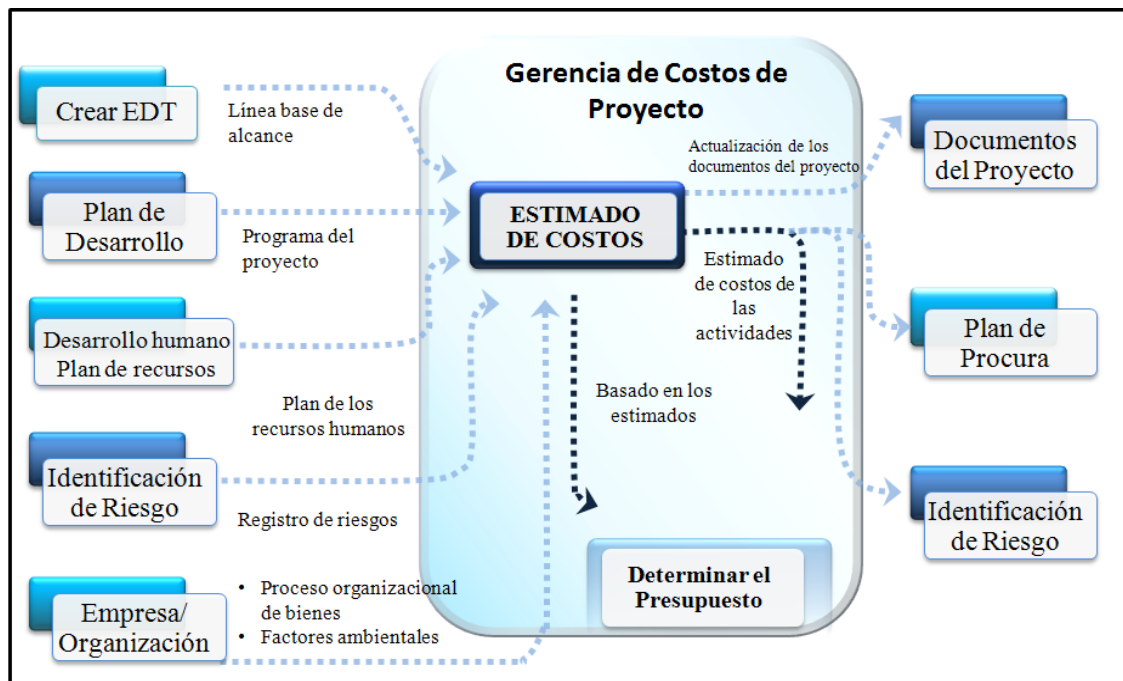 Gerencia de Costos de
Proyecto
Crear EDT
Línea base de
alcance
Plan de
Desarrollo
Programa del
proyecto
Desarrollo humano
Plan de recursos
Plan de los
recursos humanos
Identificación
de Riesgo
Registro de riesgos
Empresa/
Organización
• Proceso organizacional
de bienes
• Factores ambientales
ESTIMADO
DE COSTOS
Actualización de los
documentos del proyecto
Estimado
de costos de
las
actividades
Basado en los
estimados
Determinar el
Presupuesto
Documentos
del Proyecto
Plan de
Procura
Identificación
de Riesgo